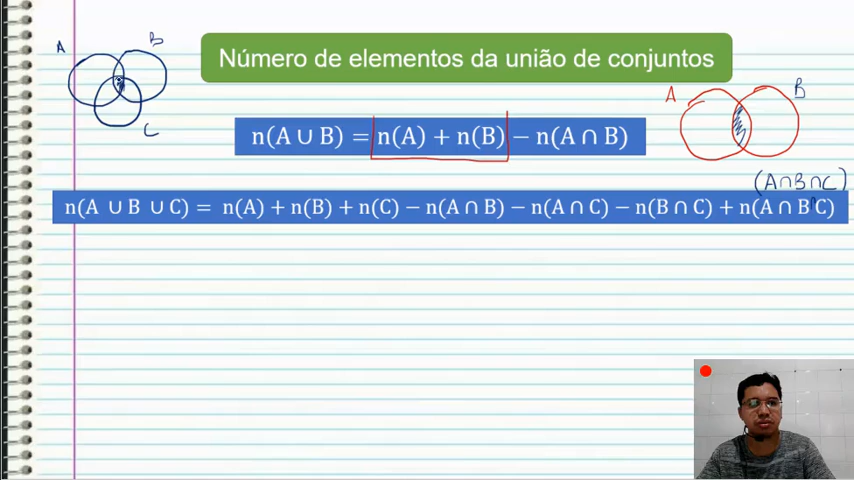 A
B
C
Número de elementos da união de conjuntos
A
B
n(A ∪ B) = n(A) + n(B) − n(A ∩ B)
(A∩B∩C)
n(A ∪ B ∪ C) = n(A) + n(B) + n(C) − n(A ∩ B) − n(A ∩ C) − n(B ∩ C) + n(A ∩ B C)